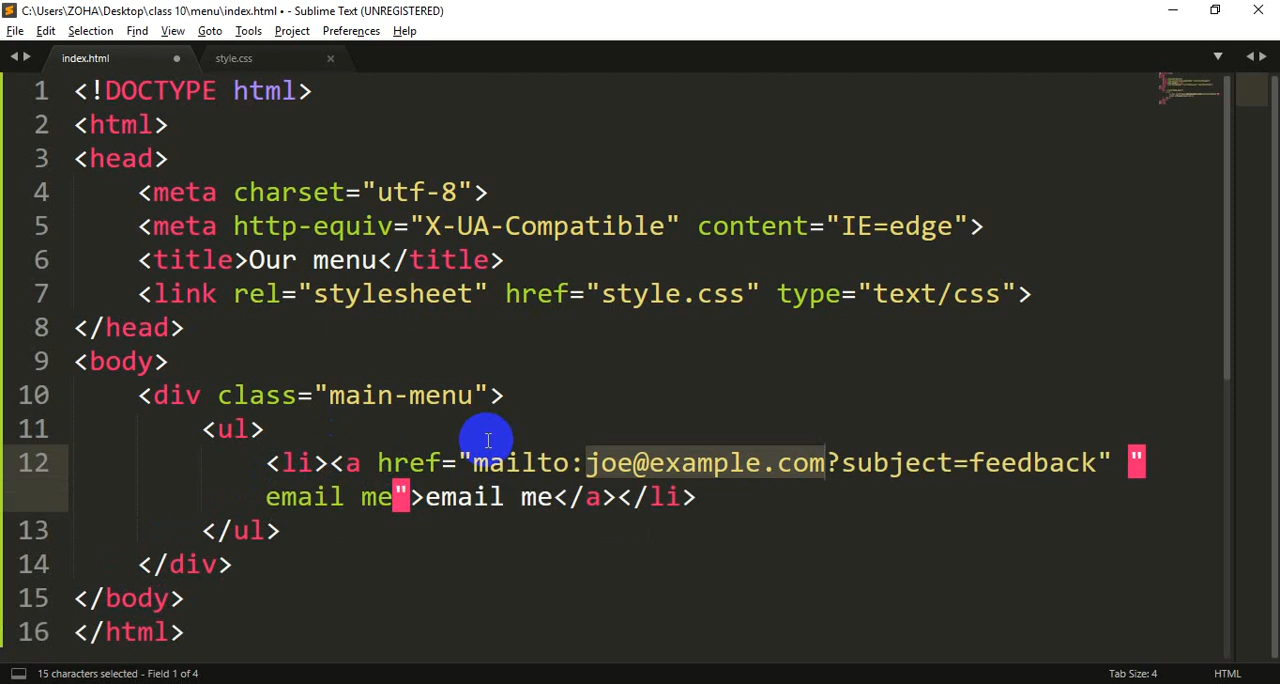 C:\Users\ZOHA\Desktop\class 10\menu\index.html • - Sublime Text (UNREGISTERED)
File Edit Selection Find View Goto Tools Project Preferences Help
index.html style.css
1 <!DOCTYPE html>
2 <html>
3 <head>
4 <meta charset="utf-8">
5 <meta http-equiv="X-UA-Compatible" content="IE=edge">
6 <title>Our menu</title>
7 <link rel="stylesheet" href="style.css" type="text/css">
8 </head>
9 <body>
10 <div class="main-menu">
11 <ul>
12 <li><a href="mailto:joe@example.com?subject=feedback" "
email me">email me</a></li>
13 </ul>
14 </div>
15 </body>
16 </html>
15 characters selected - Field 1 of 4 Tab Size: 4 HTML